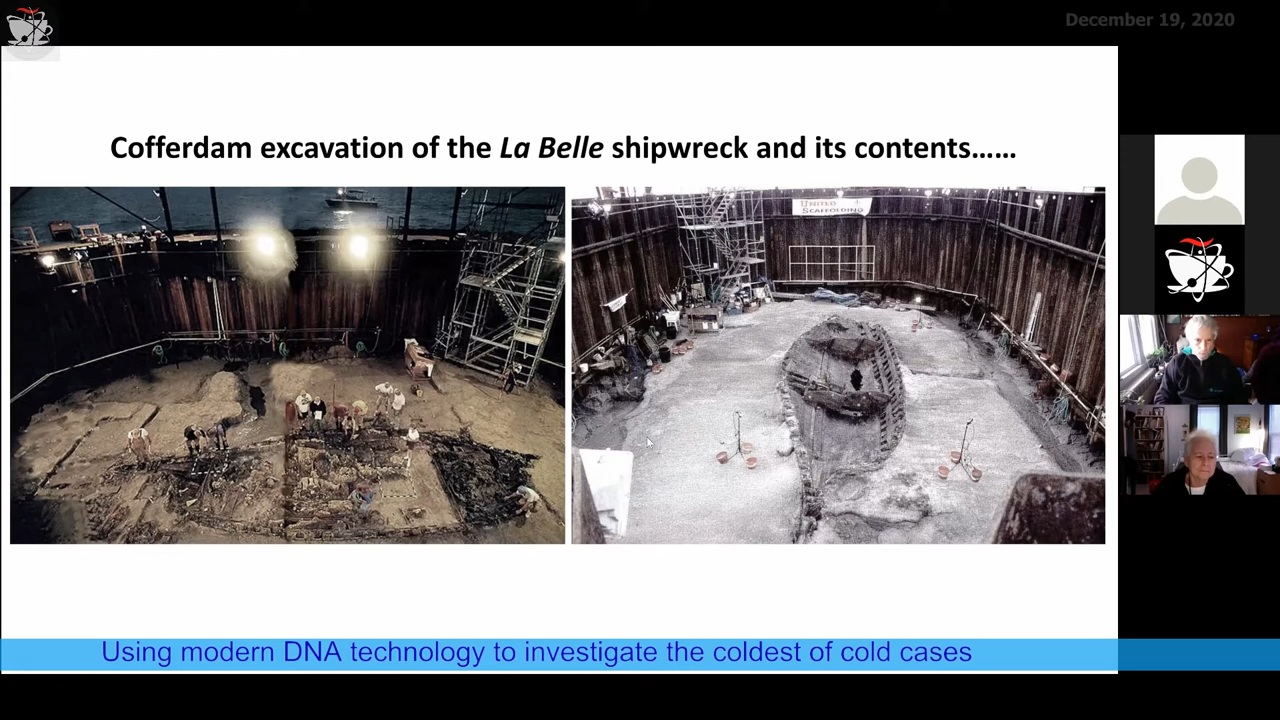 December 19, 2020
Cofferdam excavation of the La Belle shipwreck and its contents……
UNITED
SCAFFOLDING
Using modern DNA technology to investigate the coldest of cold cases